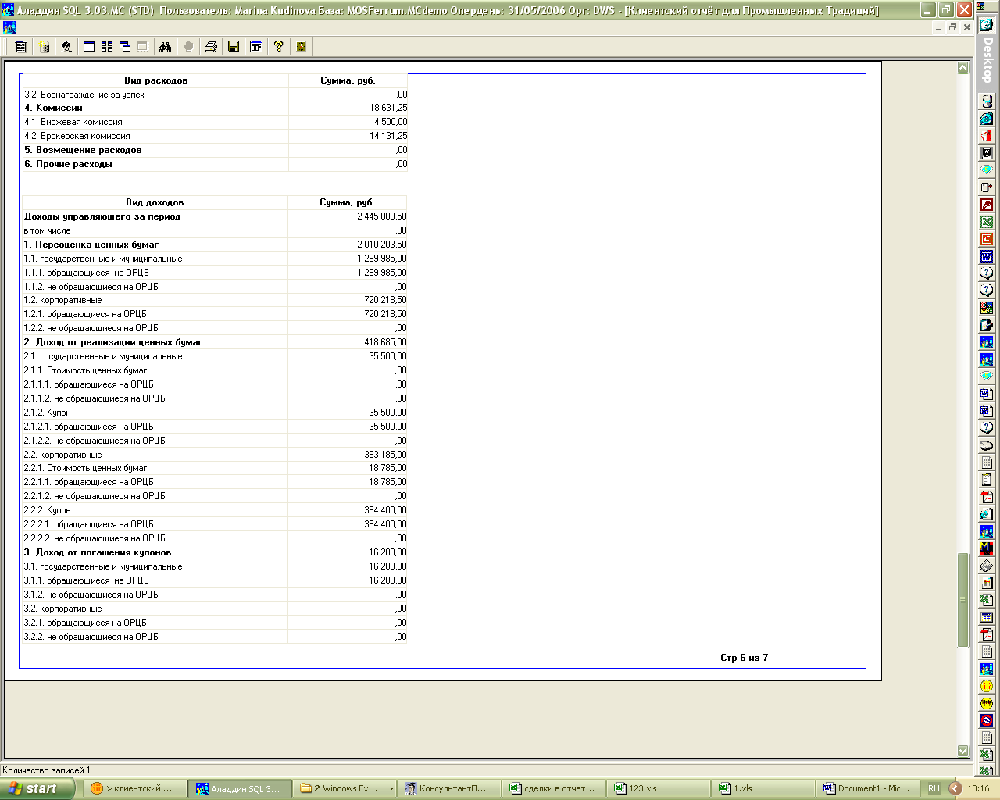 Аладдин SQL 3.03.MC (STD)  Пользователь: Marina Kudinova База: MOSFerrum.MCdemo Опердень: 31/05/2006 Орг: DWS - [Клиентский отчёт для Промышленных Традиций]
Desktop
Вид расходов Сумма, руб.
3.2. Вознаграждение за успех ,00
4. Комиссии 18 631,25
4.1. Биржевая комиссия 4 500,00
4.2. Брокерская комиссия 14 131,25
5. Возмещение расходов ,00
6. Прочие расходы ,00
Вид доходов Сумма, руб.
Доходы управляющего за период 2 445 088,50
в том числе ,00
1. Переоценка ценных бумаг 2 010 203,50
1.1. государственные и муниципальные 1 289 985,00
1.1.1. обращающиеся  на ОРЦБ 1 289 985,00
1.1.2. не обращающиеся на ОРЦБ ,00
1.2. корпоративные 720 218,50
1.2.1. обращающиеся на ОРЦБ 720 218,50
1.2.2. не обращающиеся на ОРЦБ ,00
2. Доход от реализации ценных бумаг 418 685,00
2.1. государственные и муниципальные 35 500,00
2.1.1. Стоимость ценных бумаг ,00
2.1.1.1. обращающиеся на ОРЦБ ,00
2.1.1.2. не обращающиеся на ОРЦБ ,00
2.1.2. Купон 35 500,00
2.1.2.1. обращающиеся на ОРЦБ 35 500,00
2.1.2.2. не обращающиеся на ОРЦБ ,00
2.2. корпоративные 383 185,00
2.2.1. Стоимость ценных бумаг 18 785,00
2.2.1.1. обращающиеся на ОРЦБ 18 785,00
2.2.1.2. не обращающиеся на ОРЦБ ,00
2.2.2. Купон 364 400,00
2.2.2.1. обращающиеся на ОРЦБ 364 400,00
2.2.2.2. не обращающиеся на ОРЦБ ,00
3. Доход от погашения купонов 16 200,00
3.1. государственные и муниципальные 16 200,00
3.1.1. обращающиеся  на ОРЦБ 16 200,00
3.1.2. не обращающиеся на ОРЦБ ,00
3.2. корпоративные ,00
3.2.1. обращающиеся на ОРЦБ ,00
3.2.2. не обращающиеся на ОРЦБ ,00
Стр 6 из 7
Количество записей 1.
start > клиентский ... Аладдин SQL 3.... 2 Windows Ex... КонсультантП... сделки в отчет... 123.xls 1.xls Document1 - Mic... RU 13:16